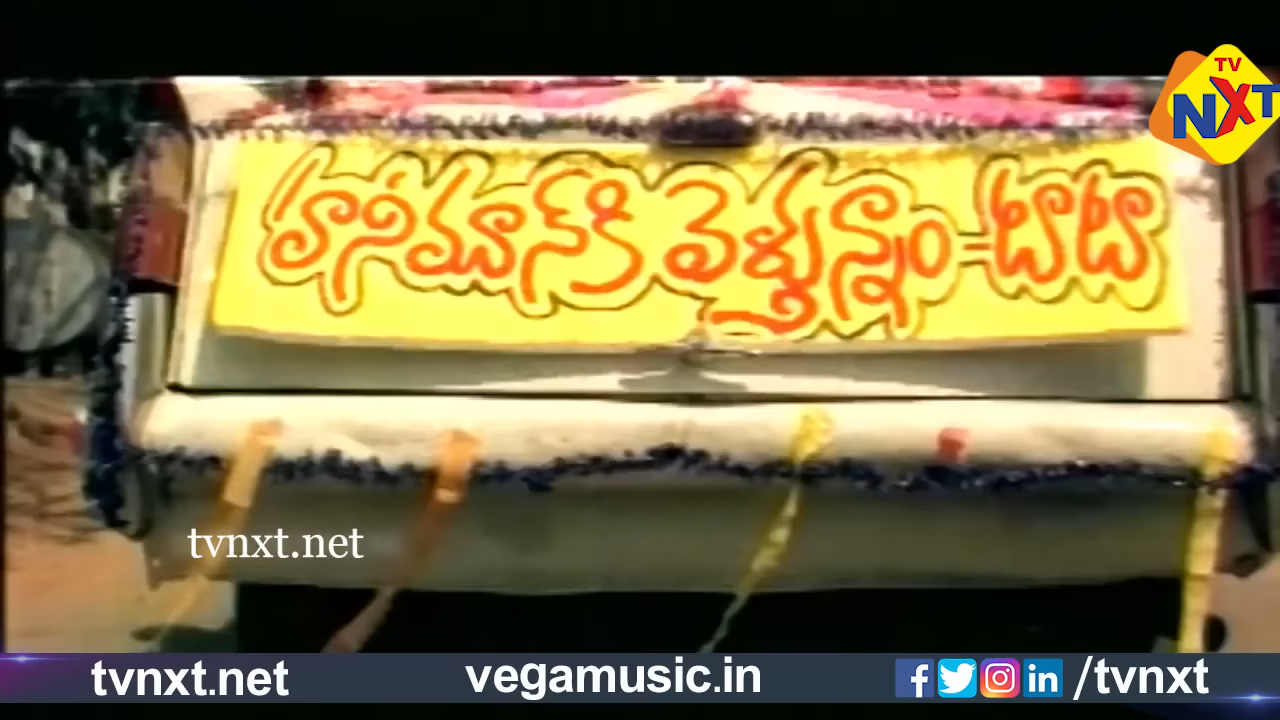 TV
NXT
హనీమూన్‌కి వెళ్తున్నాం = టాటా
tvnxt.net
tvnxt.net vegamusic.in /tvnxt